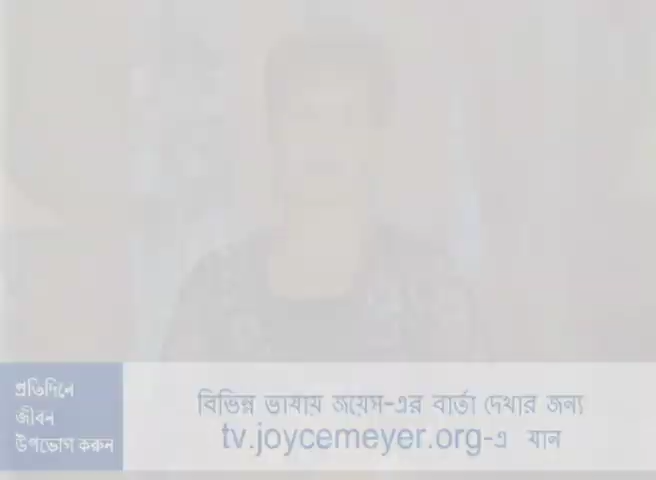 প্রতিদিনে
জীবন
উপভোগ করুন
বিভিন্ন ভাষায় জয়েস-এর বার্তা দেখার জন্য
tv.joycemeyer.org-এ যান